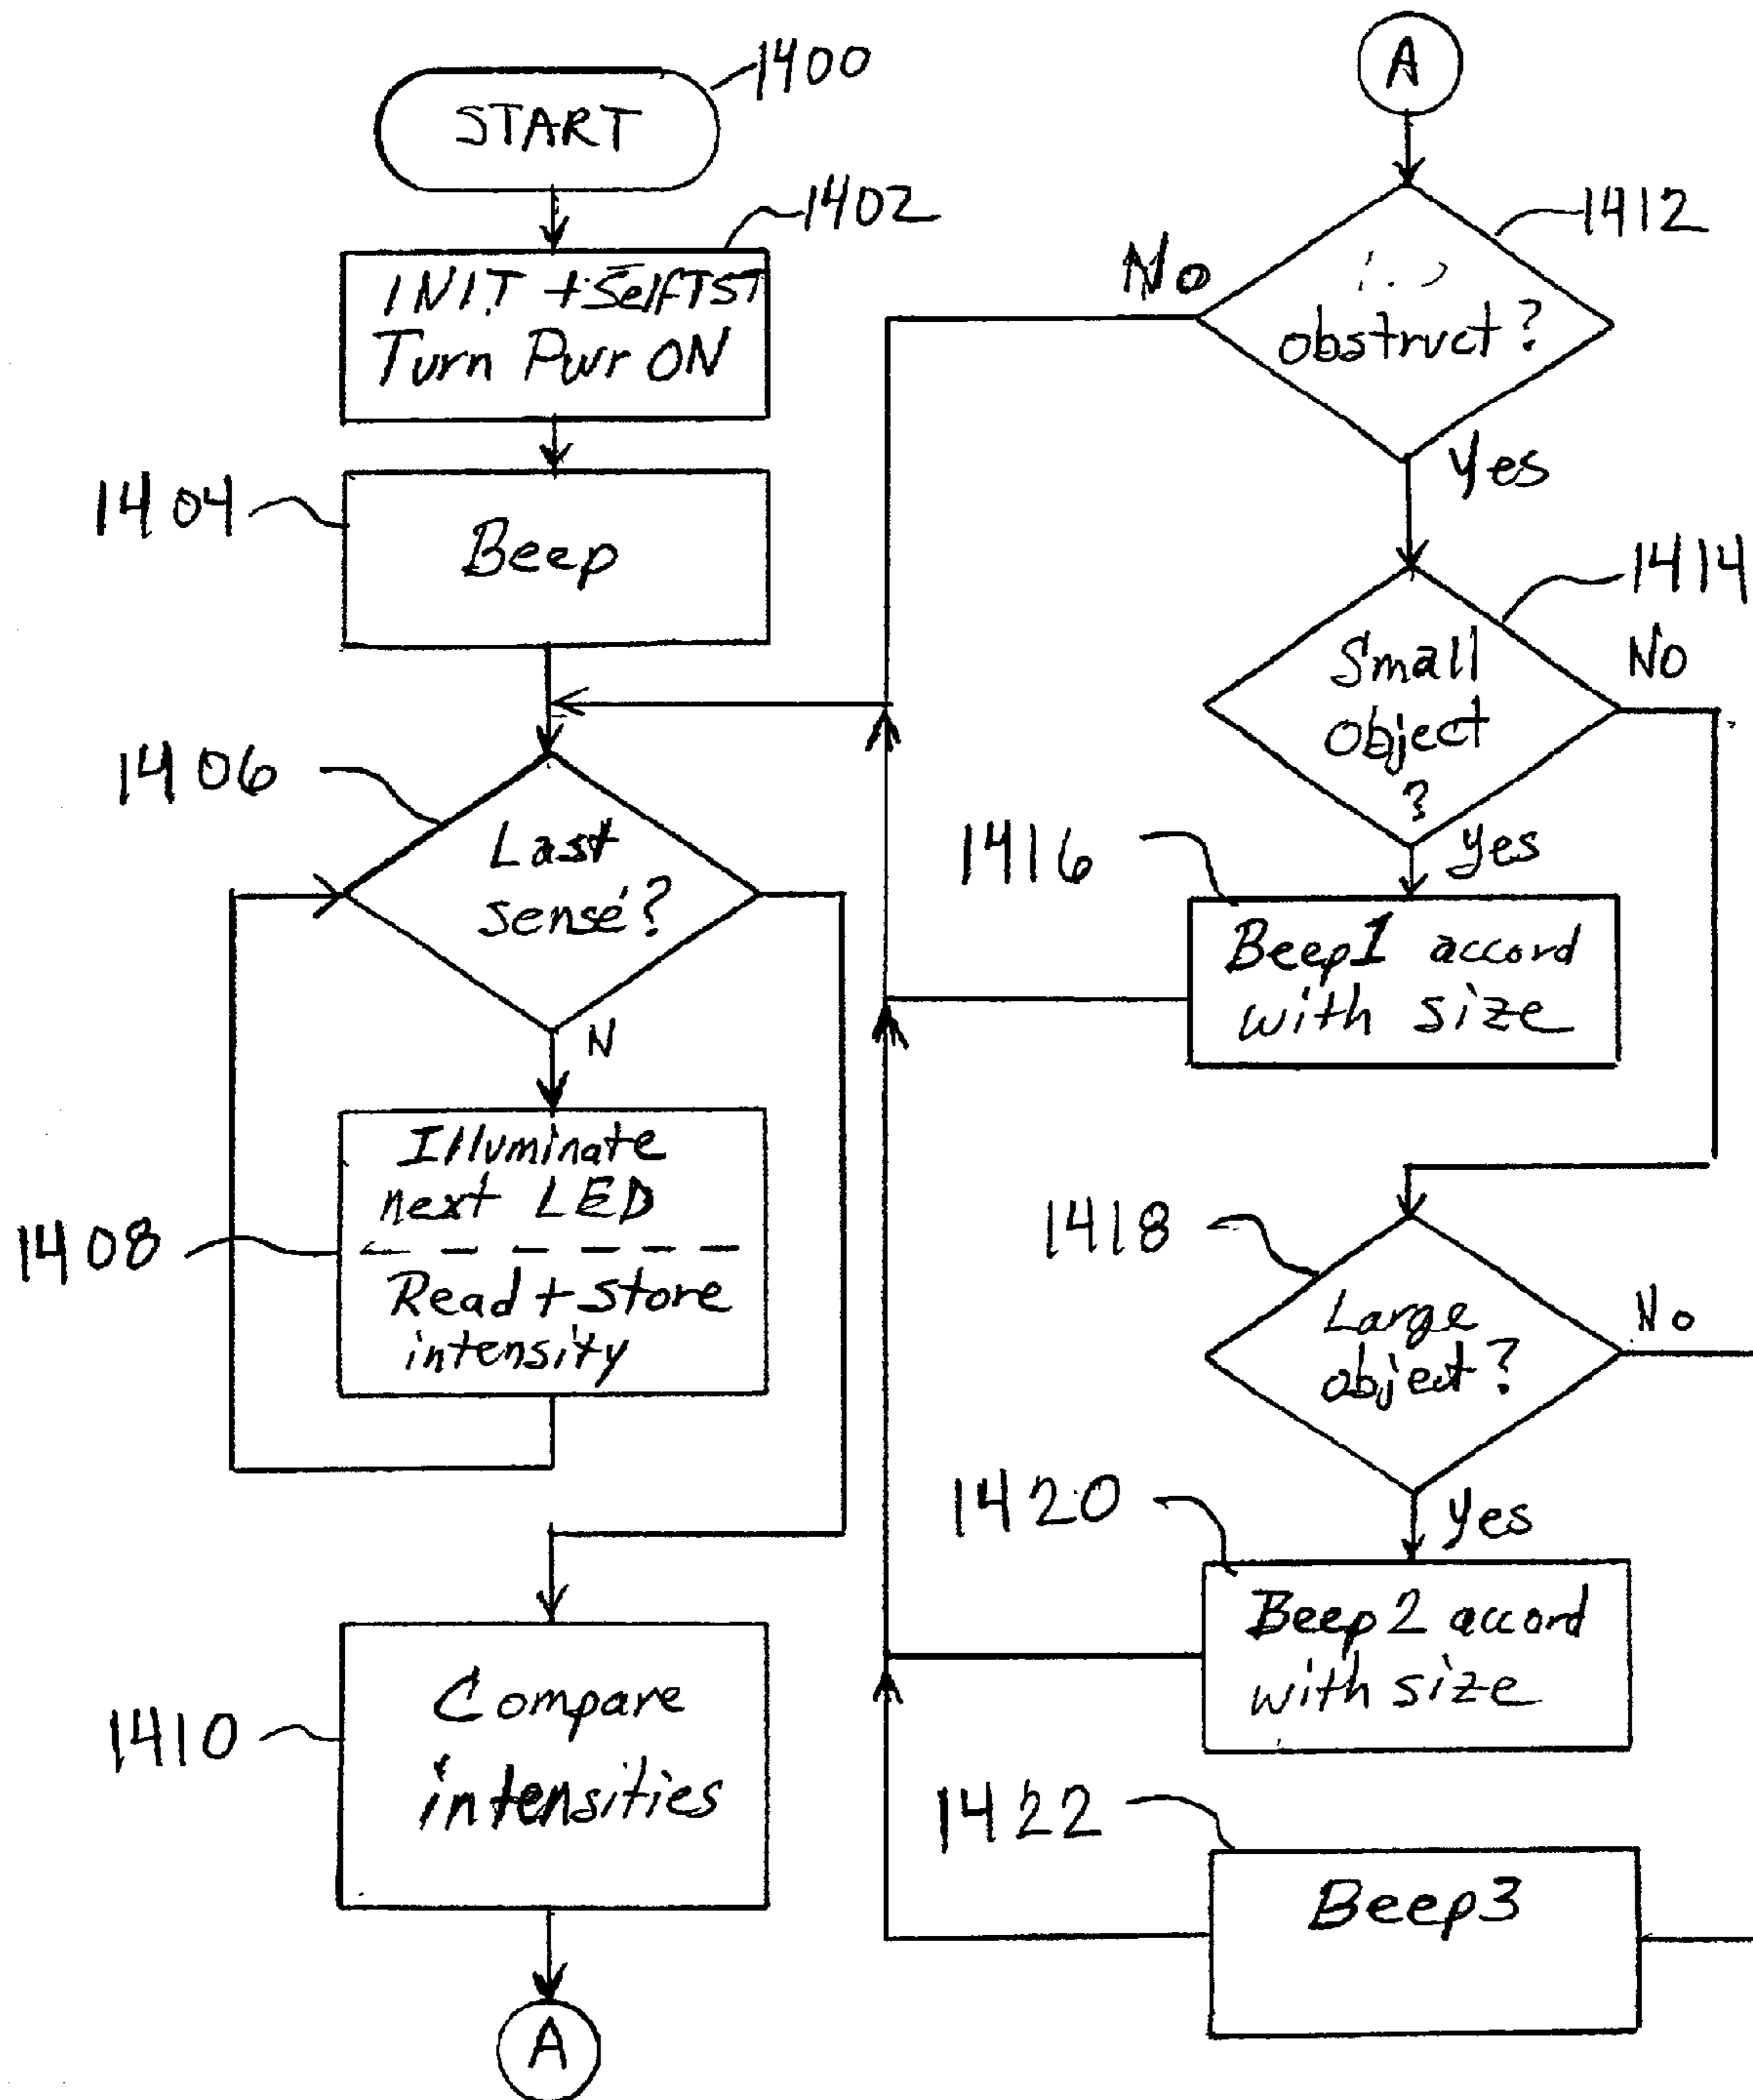 1400
START
1402
INIT + SelfTST
Turn Pwr ON
1404
Beep
1406
Last
sense?
N
1408
Illuminate
next LED
Read + store
intensity
1410
Compare
intensities
A
A
1412
No
obstruct?
Yes
1414
No
Small
object
?
yes
1416
Beep1 accord
with size
1418
Large
object?
No
1420
yes
Beep2 accord
with size
1422
Beep3